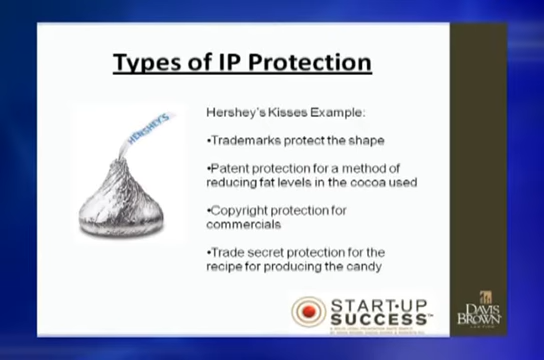 Types of IP Protection
HERSHEY'S
Hershey's Kisses Example:
•Trademarks protect the shape
•Patent protection for a method of
reducing fat levels in the cocoa used
•Copyright protection for
commercials
•Trade secret protection for the
recipe for producing the candy
START-UP
SUCCESS™
DAVIS
BROWN